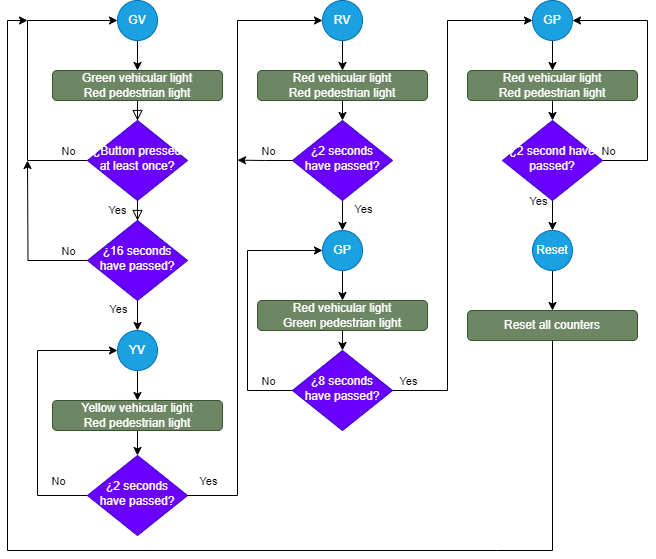 GV
Green vehicular light
Red pedestrian light
¿Button pressed
at least once?
No
Yes
¿16 seconds
have passed?
No
Yes
YV
Yellow vehicular light
Red pedestrian light
¿2 seconds
have passed?
No
Yes
RV
Red vehicular light
Red pedestrian light
¿2 seconds
have passed?
No
Yes
GP
Red vehicular light
Green pedestrian light
¿8 seconds
have passed?
No
Yes
GP
Red vehicular light
Red pedestrian light
¿2 second have
passed?
No
Yes
Reset
Reset all counters